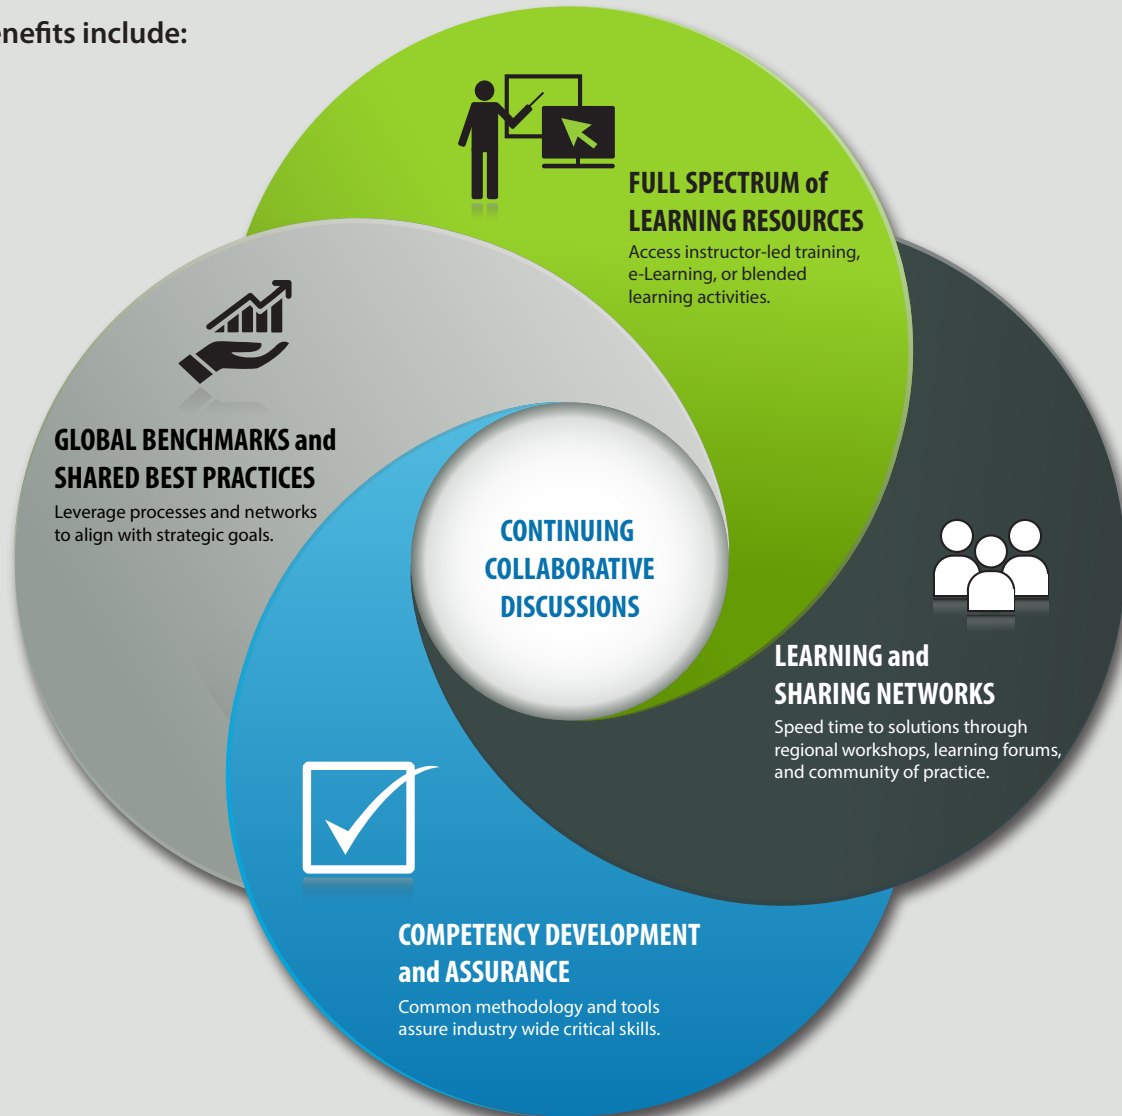 enefits include:
FULL SPECTRUM of
LEARNING RESOURCES
Access instructor-led training,
e-Learning, or blended
learning activities.
GLOBAL BENCHMARKS and
SHARED BEST PRACTICES
Leverage processes and networks
to align with strategic goals.
CONTINUING
COLLABORATIVE
DISCUSSIONS
LEARNING and
SHARING NETWORKS
Speed time to solutions through
regional workshops, learning forums,
and community of practice.
COMPETENCY DEVELOPMENT
and ASSURANCE
Common methodology and tools
assure industry wide critical skills.